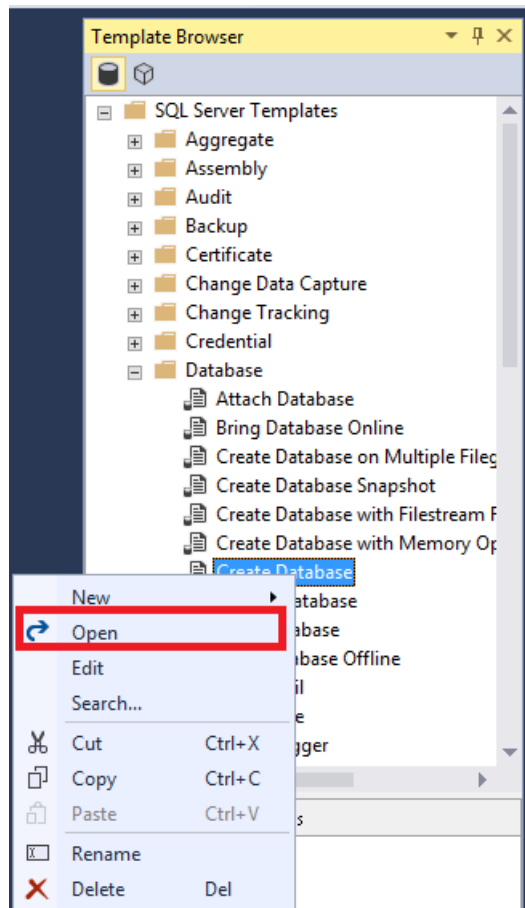 Template Browser
SQL Server Templates
Aggregate
Assembly
Audit
Backup
Certificate
Change Data Capture
Change Tracking
Credential
Database
Attach Database
Bring Database Online
Create Database on Multiple Fileg
Create Database Snapshot
Create Database with Filestream F
Create Database with Memory Op
Create Database
New
atabase
Open
abase
Edit
abase Offline
Search...
il
e
Cut Ctrl+X
gger
Copy Ctrl+C
Paste Ctrl+V
s
Rename
Delete Del